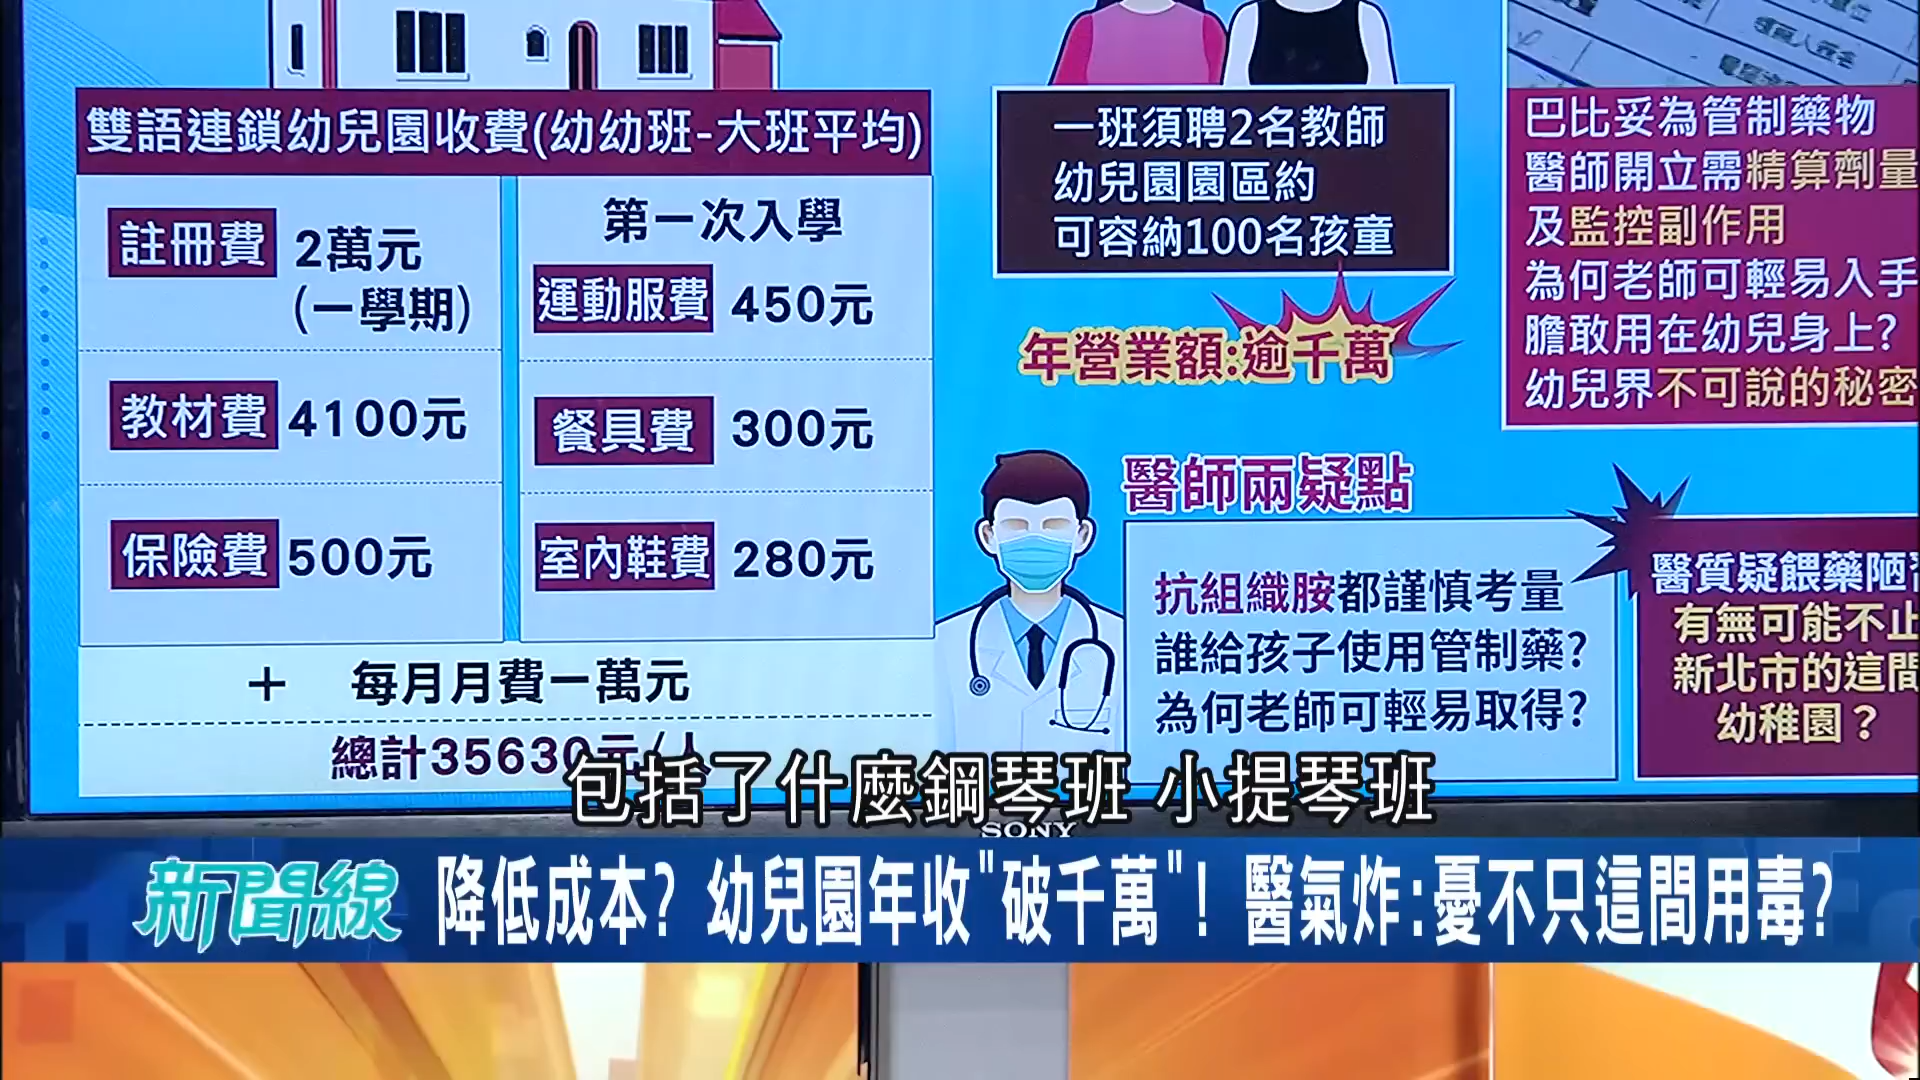 雙語連鎖幼兒園收費(幼幼班-大班平均)
註冊費 2萬元
(一學期)
教材費 4100元
保險費 500元
第一次入學
運動服費 450元
餐具費 300元
室內鞋費 280元
+ 每月月費一萬元
總計35630元/人
一班須聘2名教師
幼兒園園區約
可容納100名孩童
年營業額:逾千萬
醫師兩疑點
抗組織胺都謹慎考量
誰給孩子使用管制藥?
為何老師可輕易取得?
巴比妥為管制藥物
醫師開立需精算劑量
及監控副作用
為何老師可輕易入手
膽敢用在幼兒身上?
幼兒界不可說的秘密
醫質疑餵藥陋習
有無可能不止
新北市的這間
幼稚園？
包括了什麼鋼琴班 小提琴班
SONY
新聞線
降低成本? 幼兒園年收"破千萬"! 醫氣炸:憂不只這間用毒?